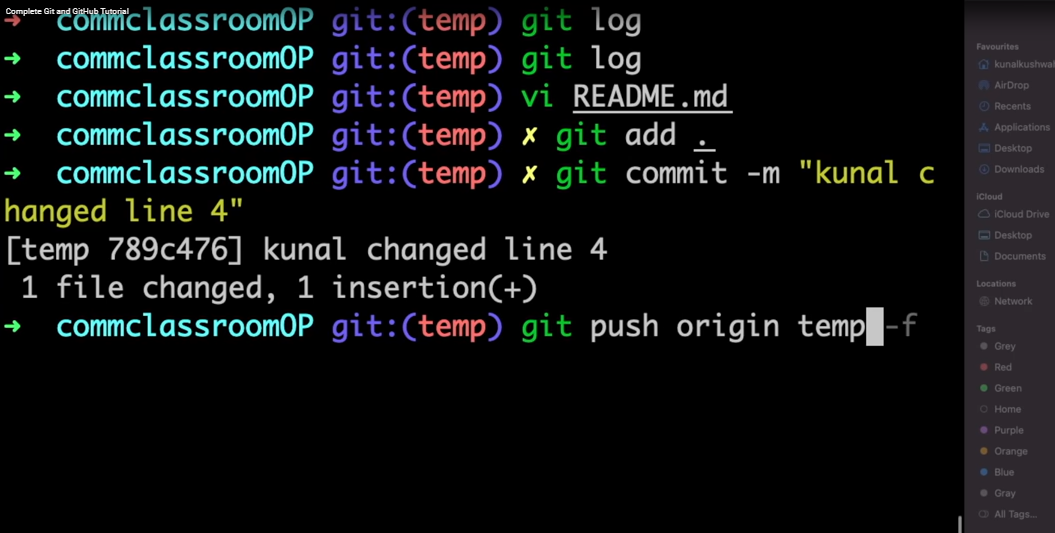 Complete Git and GitHub Tutorial
→ commclassroomOP git:(temp) git log
→ commclassroomOP git:(temp) git log
→ commclassroomOP git:(temp) vi README.md
→ commclassroomOP git:(temp) ✗ git add .
→ commclassroomOP git:(temp) ✗ git commit -m "kunal c
hanged line 4"
[temp 789c476] kunal changed line 4
1 file changed, 1 insertion(+)
→ commclassroomOP git:(temp) git push origin temp -f
Favourites
kunalkushwal
AirDrop
Recents
Applications
Desktop
Downloads
iCloud
iCloud Drive
Desktop
Documents
Locations
Network
Tags
Grey
Red
Green
Home
Purple
Orange
Blue
Gray
All Tags...